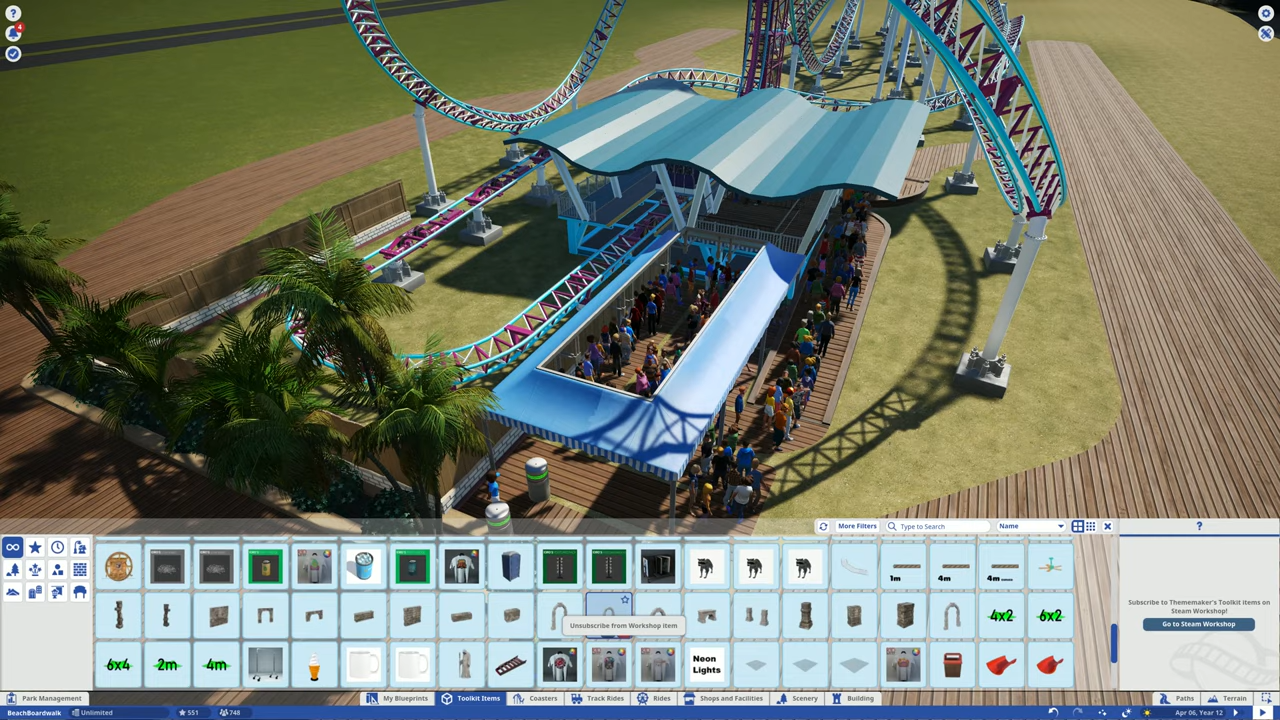 ?
4
More Filters
Type to Search
Name
?
1m
4m
4m
Unsubscribe from Workshop item
4x2
6x2
6x4
2m
4m
Neon
Lights
Subscribe to Thememaker's Toolkit items on
Steam Workshop!
Go to Steam Workshop
Park Management
My Blueprints
Toolkit Items
Coasters
Track Rides
Rides
Shops and Facilities
Scenery
Building
Paths
Terrain
BeachBoardwalk
Unlimited
551
748
Apr 06, Year 12